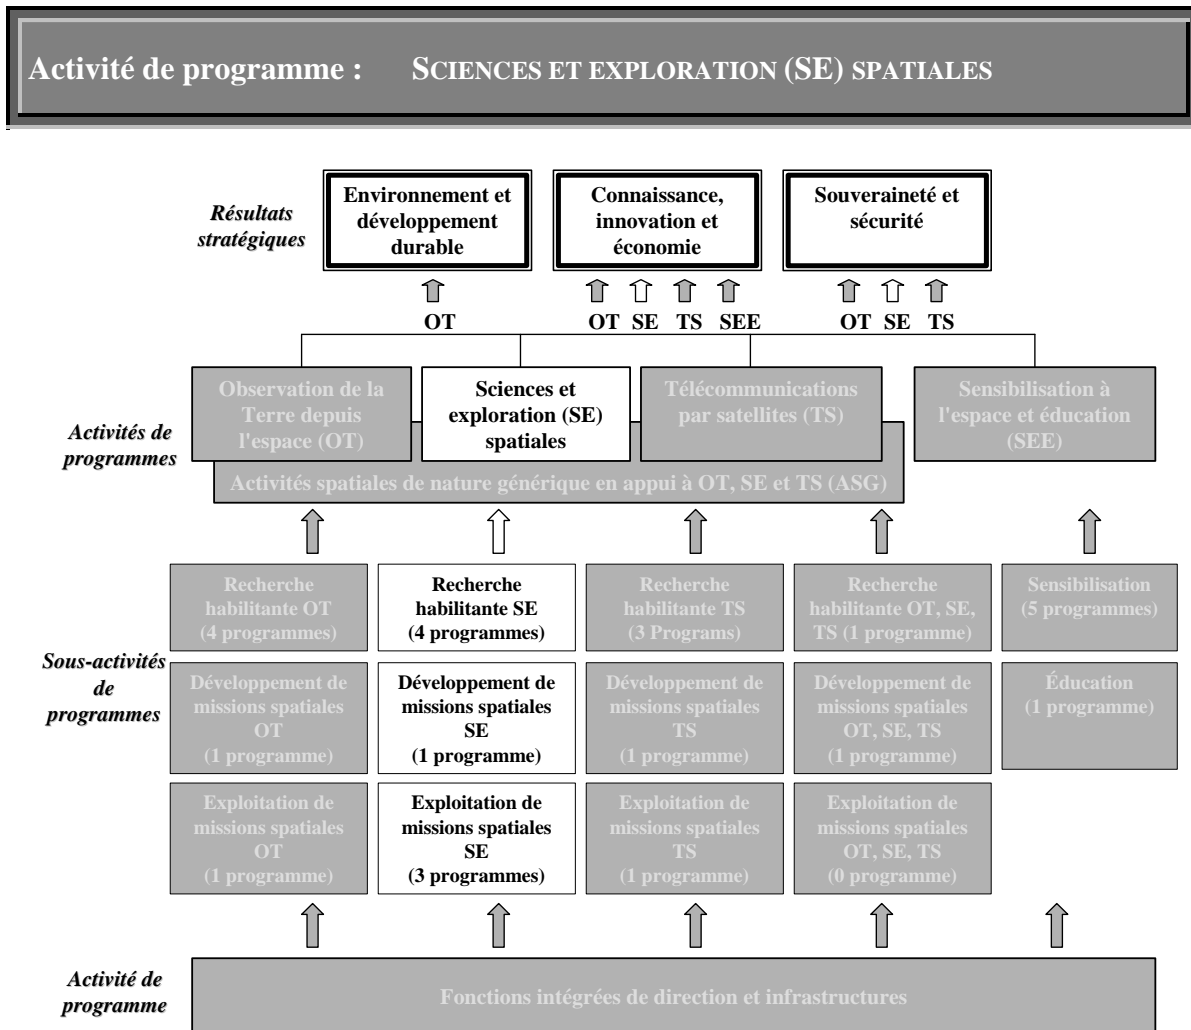 Activité de programme : SCIENCES ET EXPLORATION (SE) SPATIALES
Résultats
stratégiques
Environnement et
développement
durable
Connaissance,
innovation et
économie
Souveraineté et
sécurité
OT
OT SE TS SEE
OT SE TS
Activités de
programmes
Observation de la
Terre depuis
l'espace (OT)
Sciences et
exploration (SE)
spatiales
Télécommunications
par satellites (TS)
Sensibilisation à
l'espace et éducation
(SEE)
Activités spatiales de nature générique en appui à OT, SE et TS (ASG)
Sous-activités
de
programmes
Recherche
habilitante OT
(4 programmes)
Recherche
habilitante SE
(4 programmes)
Recherche
habilitante TS
(3 Programs)
Recherche
habilitante OT, SE,
TS (1 programme)
Sensibilisation
(5 programmes)
Développement de
missions spatiales
OT
(1 programme)
Développement de
missions spatiales
SE
(1 programme)
Développement de
missions spatiales
TS
(1 programme)
Développement de
missions spatiales
OT, SE, TS
(1 programme)
Éducation
(1 programme)
Exploitation de
missions spatiales
OT
(1 programme)
Exploitation de
missions spatiales
SE
(3 programmes)
Exploitation de
missions spatiales
TS
(1 programme)
Exploitation de
missions spatiales
OT, SE, TS
(0 programme)
Activité de
programme
Fonctions intégrées de direction et infrastructures